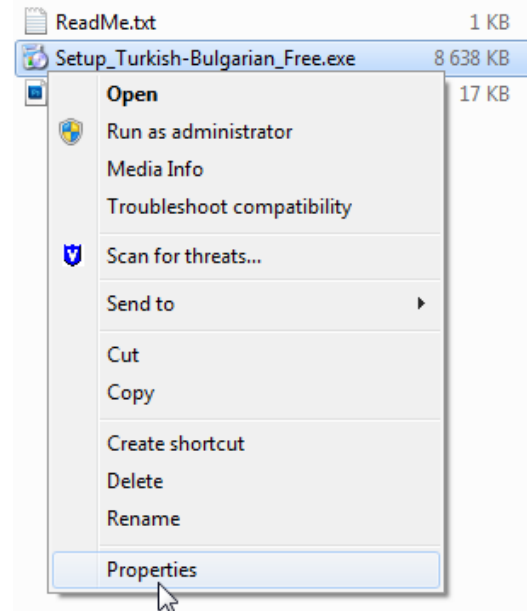 ReadMe.txt 1 KB
Setup_Turkish-Bulgarian_Free.exe 8 638 KB
17 KB
Open
Run as administrator
Media Info
Troubleshoot compatibility
Scan for threats...
Send to
Cut
Copy
Create shortcut
Delete
Rename
Properties